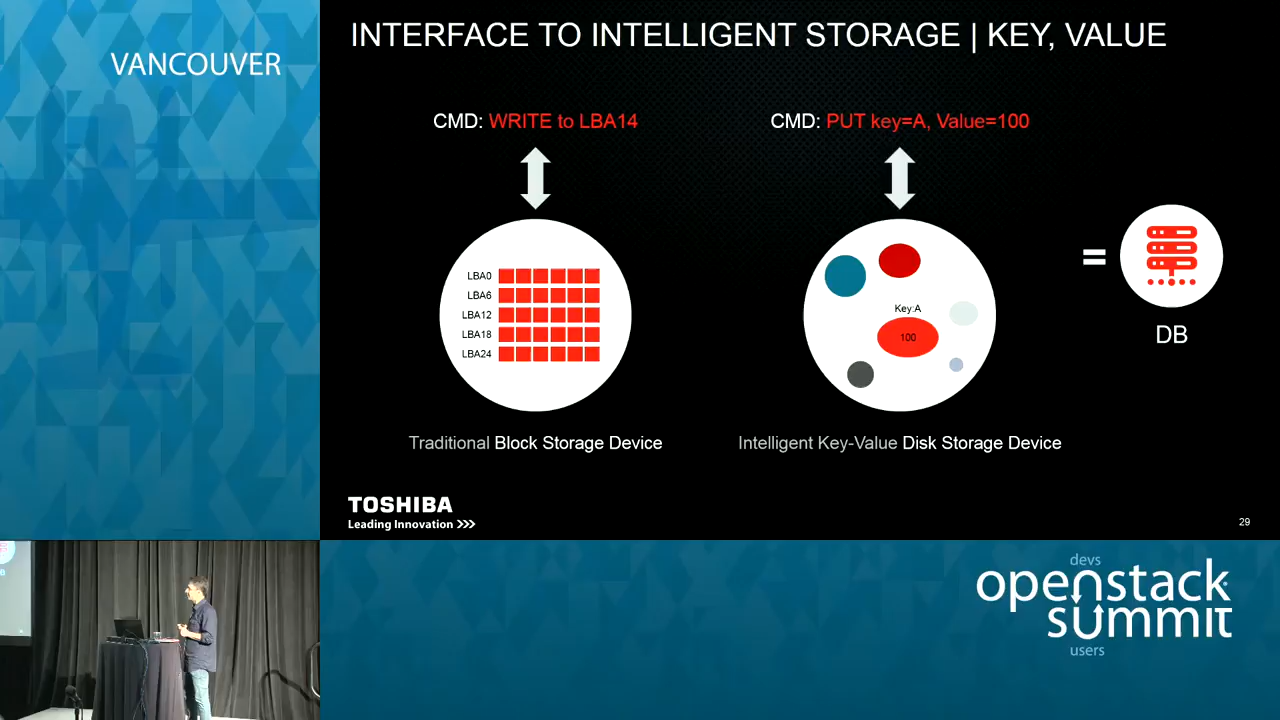 VANCOUVER
INTERFACE TO INTELLIGENT STORAGE | KEY, VALUE
CMD: WRITE to LBA14
CMD: PUT key=A, Value=100
LBA0
LBA6
LBA12
LBA18
LBA24
Key:A
100
=
DB
Traditional Block Storage Device
Intelligent Key-Value Disk Storage Device
TOSHIBA
Leading Innovation >>>
29
devs
openstack
summit
users